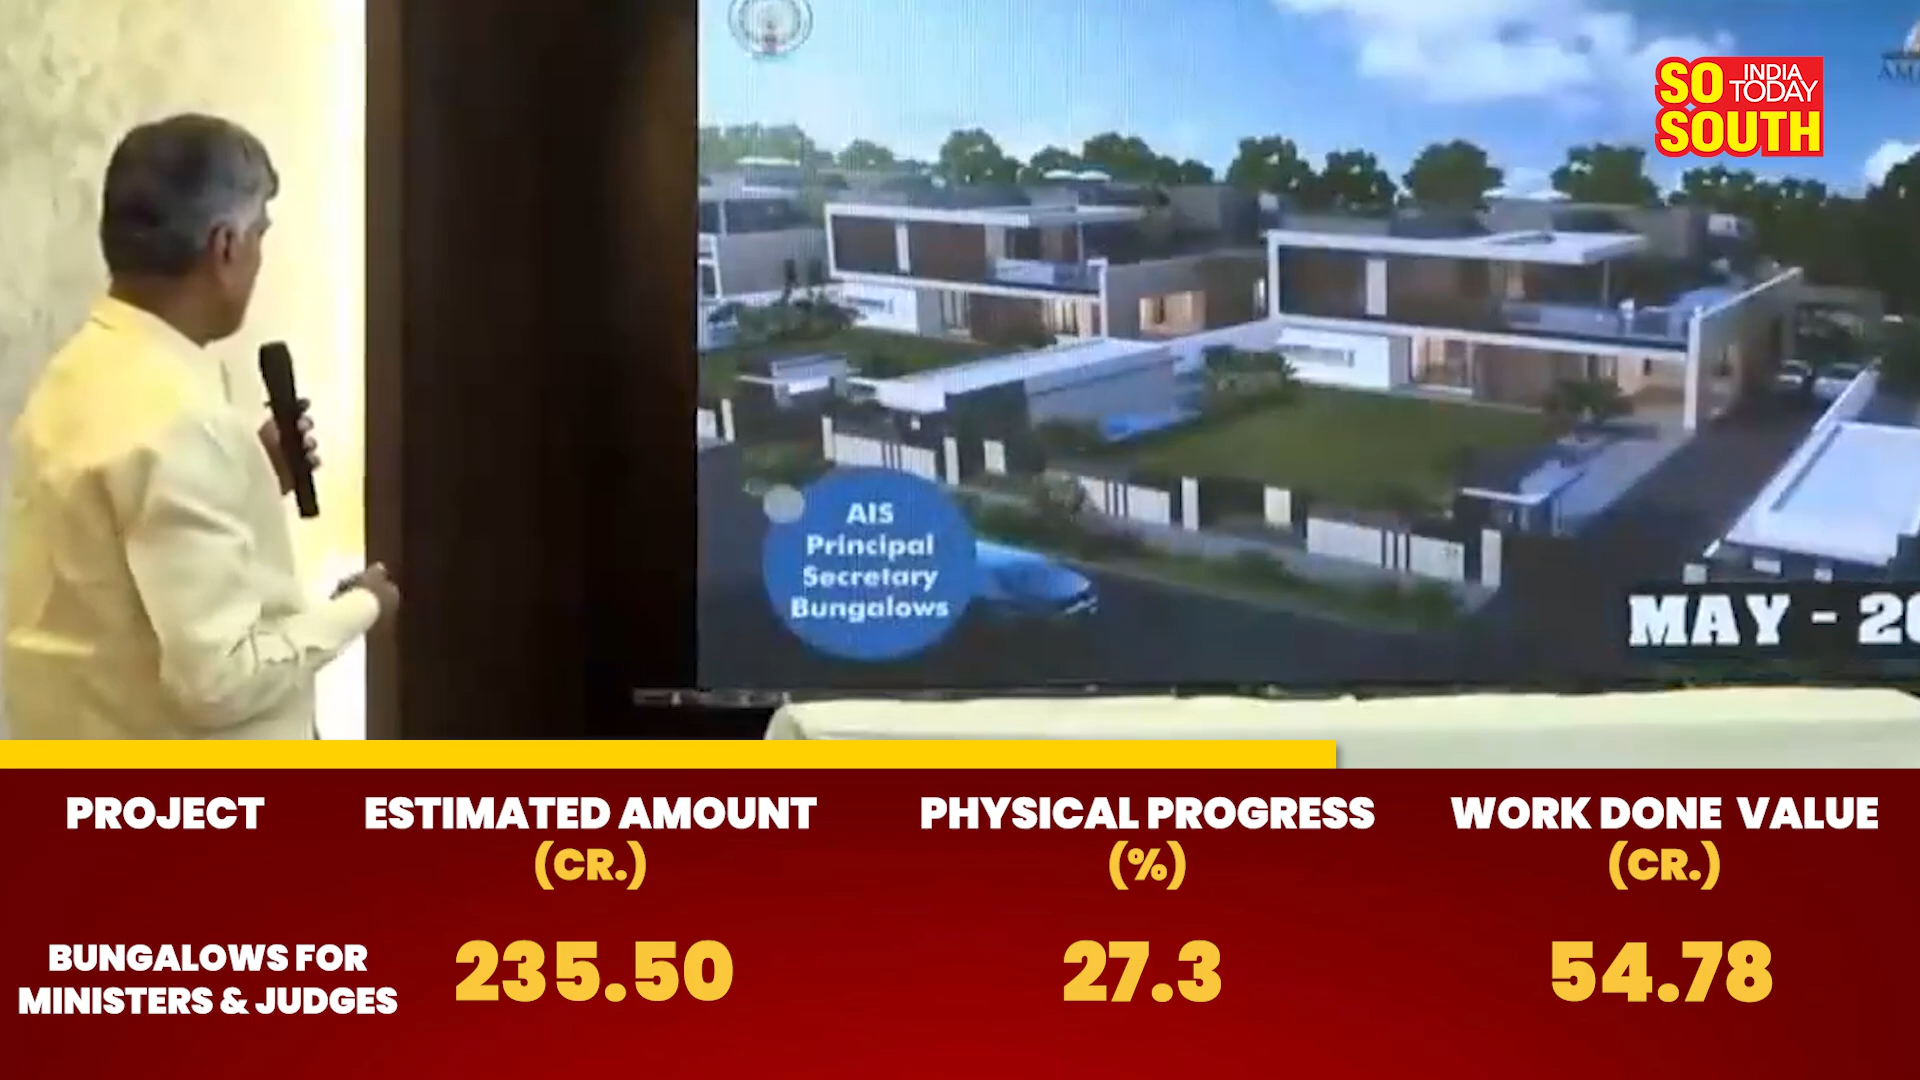 SO INDIA
TODAY
SOUTH
AIS
Principal
Secretary
Bungalows
MAY - 20
PROJECT
ESTIMATED AMOUNT
(CR.)
PHYSICAL PROGRESS
(%)
WORK DONE VALUE
(CR.)
BUNGALOWS FOR
MINISTERS & JUDGES
235.50
27.3
54.78